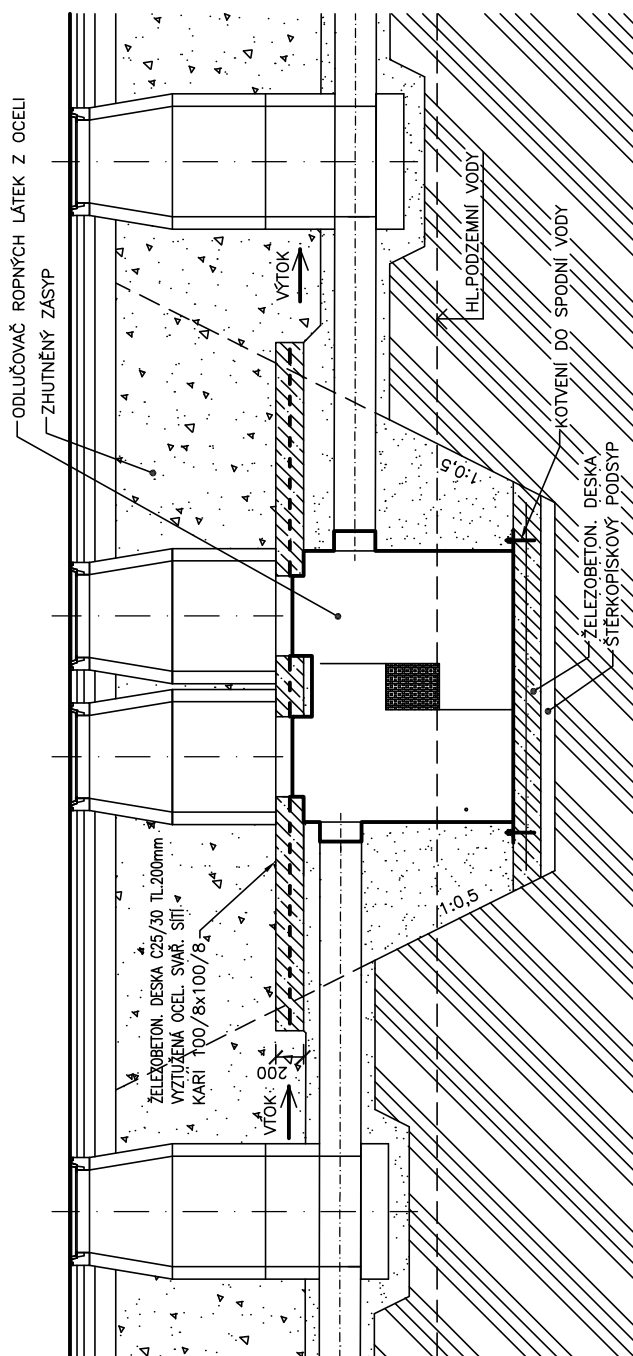 ODLUČOVAČ ROPNÝCH LÁTEK Z OCELI
ZHUTNĚNÝ ZÁSYP
ŽELEZOBETON. DESKA C25/30 TL.200mm
VYZTUŽENÁ OCEL. SVAŘ. SÍTÍ
KARI 100/8x100/8
200
VTOK
VÝTOK
HL.PODZEMNÍ VODY
1:0,5
1:0,5
KOTVENÍ DO SPODNÍ VODY
ŽELEZOBETON. DESKA
ŠTĚRKOPÍSKOVÝ PODSYP